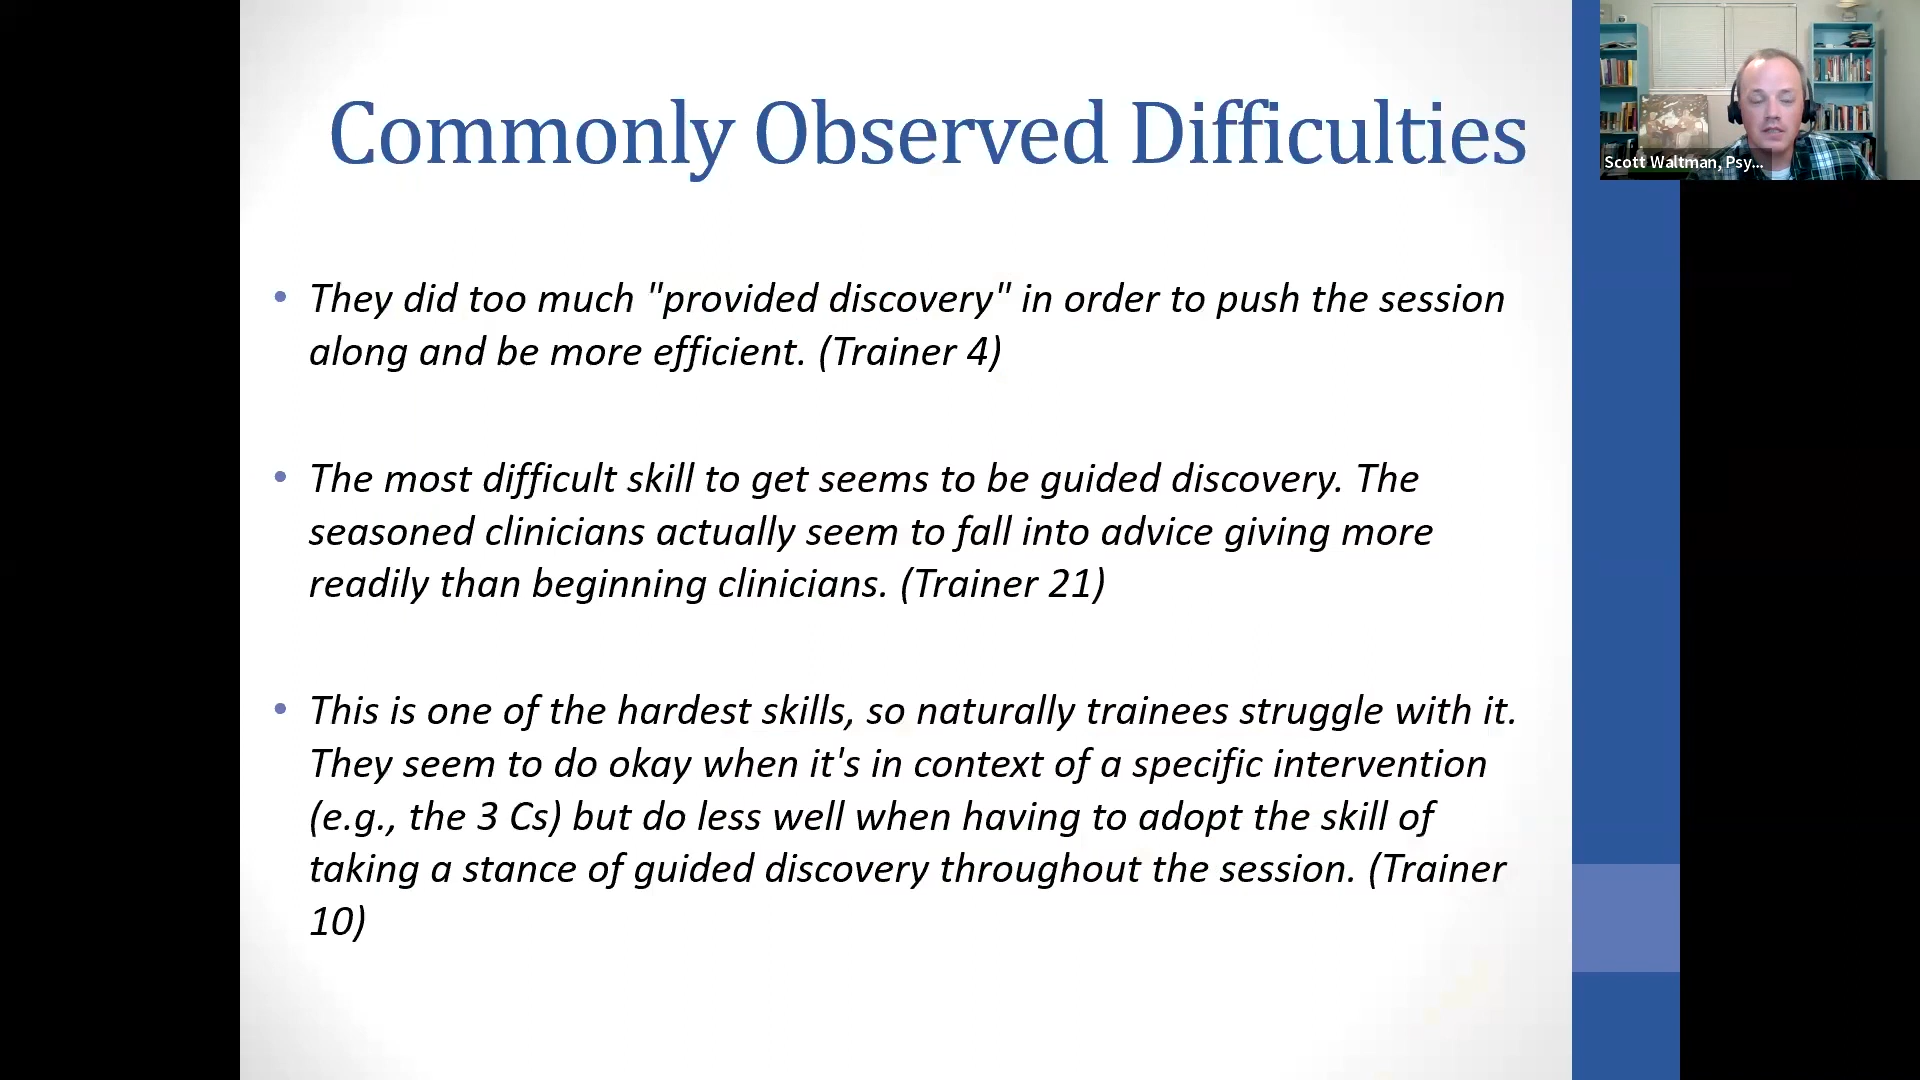 Commonly Observed Difficulties
Scott Waltman, Psy...
• They did too much "provided discovery" in order to push the session
along and be more efficient. (Trainer 4)
• The most difficult skill to get seems to be guided discovery. The
seasoned clinicians actually seem to fall into advice giving more
readily than beginning clinicians. (Trainer 21)
• This is one of the hardest skills, so naturally trainees struggle with it.
They seem to do okay when it's in context of a specific intervention
(e.g., the 3 Cs) but do less well when having to adopt the skill of
taking a stance of guided discovery throughout the session. (Trainer
10)